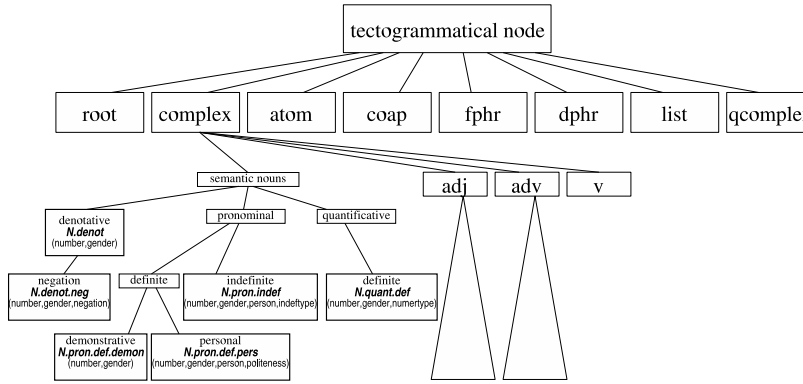 tectogrammatical node
root complex atom coap fphr dphr list qcomplex
semantic nouns adj adv v
denotative
N.denot
(number,gender)
pronominal
quantificative
negation
N.denot.neg
(number,gender,negation)
definite
indefinite
N.pron.indef
(number,gender,person,indeftype)
definite
N.quant.def
(number,gender,numertype)
demonstrative
N.pron.def.demon
(number,gender)
personal
N.pron.def.pers
(number,gender,person,politeness)